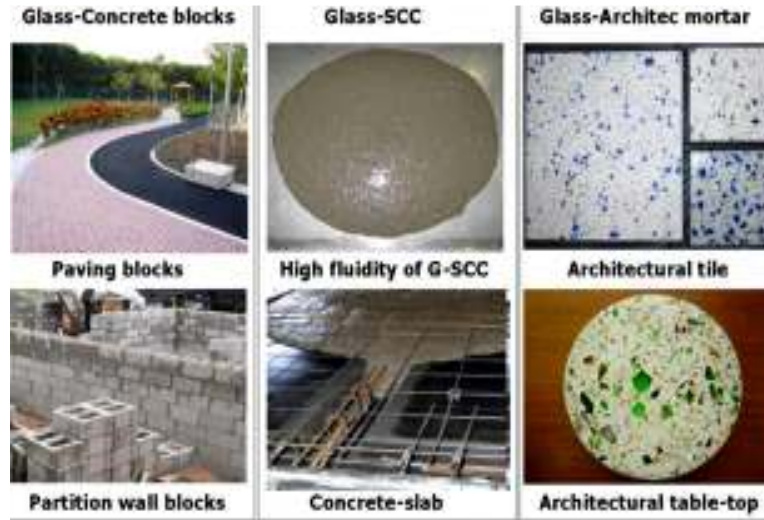 Glass-Concrete blocks
Glass-SCC
Glass-Architec mortar
Paving blocks
High fluidity of G-SCC
Architectural tile
Partition wall blocks
Concrete-slab
Architectural table-top